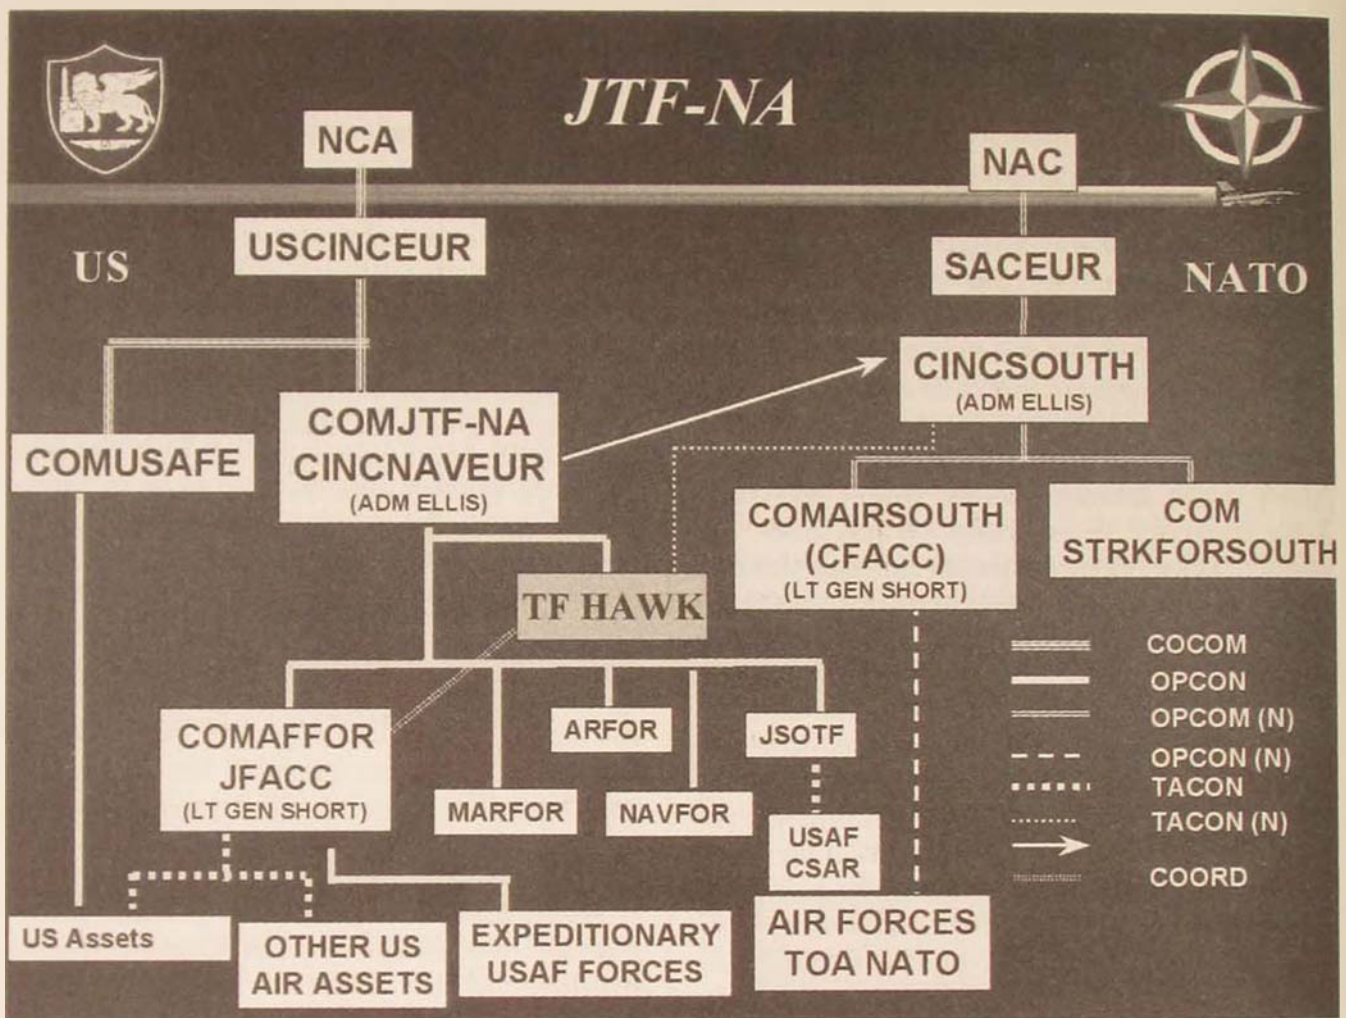 JTF-NA
NCA
NAC
USCINCEUR
SACEUR
US
NATO
CINCSOUTH
(ADM ELLIS)
COMJTF-NA
CINCNAVEUR
(ADM ELLIS)
COMUSAFE
COMAIRSOUTH
(CFACC)
(LT GEN SHORT)
COM
STRKFORSOUTH
TF HAWK
COMAFFOR
JFACC
(LT GEN SHORT)
MARFOR
ARFOR
NAVFOR
JSOTF
USAF
CSAR
US Assets
OTHER US
AIR ASSETS
EXPEDITIONARY
USAF FORCES
AIR FORCES
TOA NATO
COCOM
OPCON
OPCOM (N)
OPCON (N)
TACON
TACON (N)
COORD